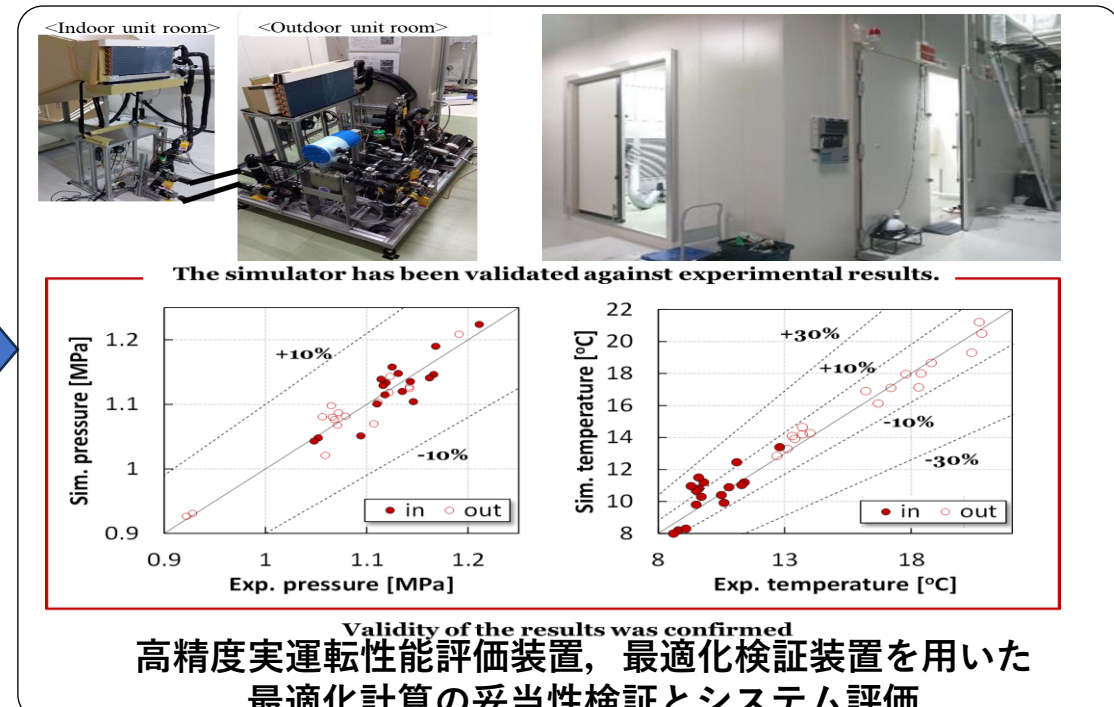 <Indoor unit room>
<Outdoor unit room>
The simulator has been validated against experimental results.
Sim. pressure [MPa]
1.2
1.1
1
0.9
+10%
-10%
in out
0.9 1 1.1 1.2
Exp. pressure [MPa]
Sim. temperature [°C]
22
20
18
16
14
12
10
8
+30%
+10%
-10%
-30%
in out
8 13 18
Exp. temperature [°C]
Validity of the results was confirmed
高精度実運転性能評価装置，最適化検証装置を用いた
最適化計算の妥当性検証とシステム評価